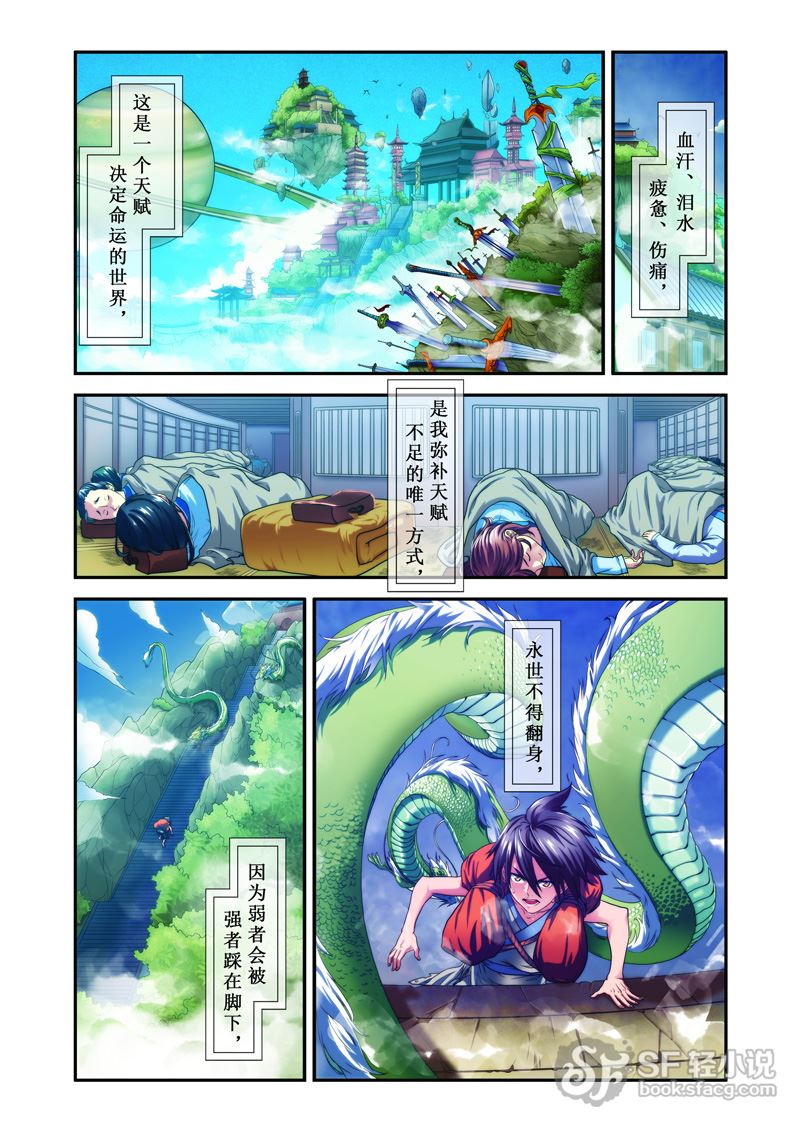 这是一个天赋
决定命运的世界，
血汗、泪水
疲惫、伤痛，
是我弥补天赋
不足的唯一方式，
因为弱者会被
强者踩在脚下，
永世不得翻身，
SF轻小说
book.sfacg.com